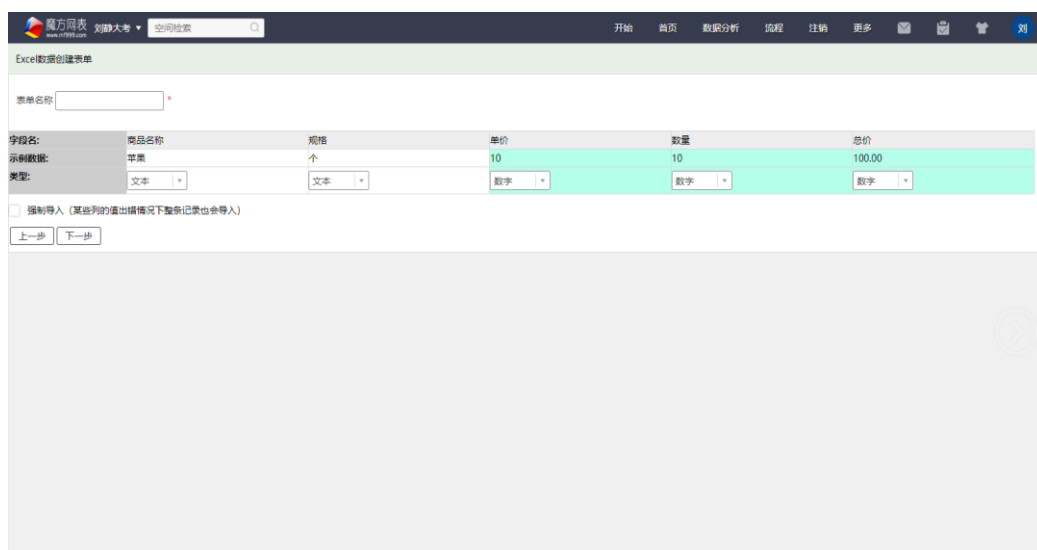 魔方网表 刘静大考 ▼ 空间检索 开始 首页 数据分析 流程 注销 更多 刘
www.mf999.com
Excel数据创建表单
表单名称 *
字段名: 商品名称 规格 单价 数量 总价
示例数据: 苹果 个 10 10 100.00
类型: 文本 文本 数字 数字 数字
强制导入（某些列的值出错情况下整条记录也会导入）
上一步 下一步